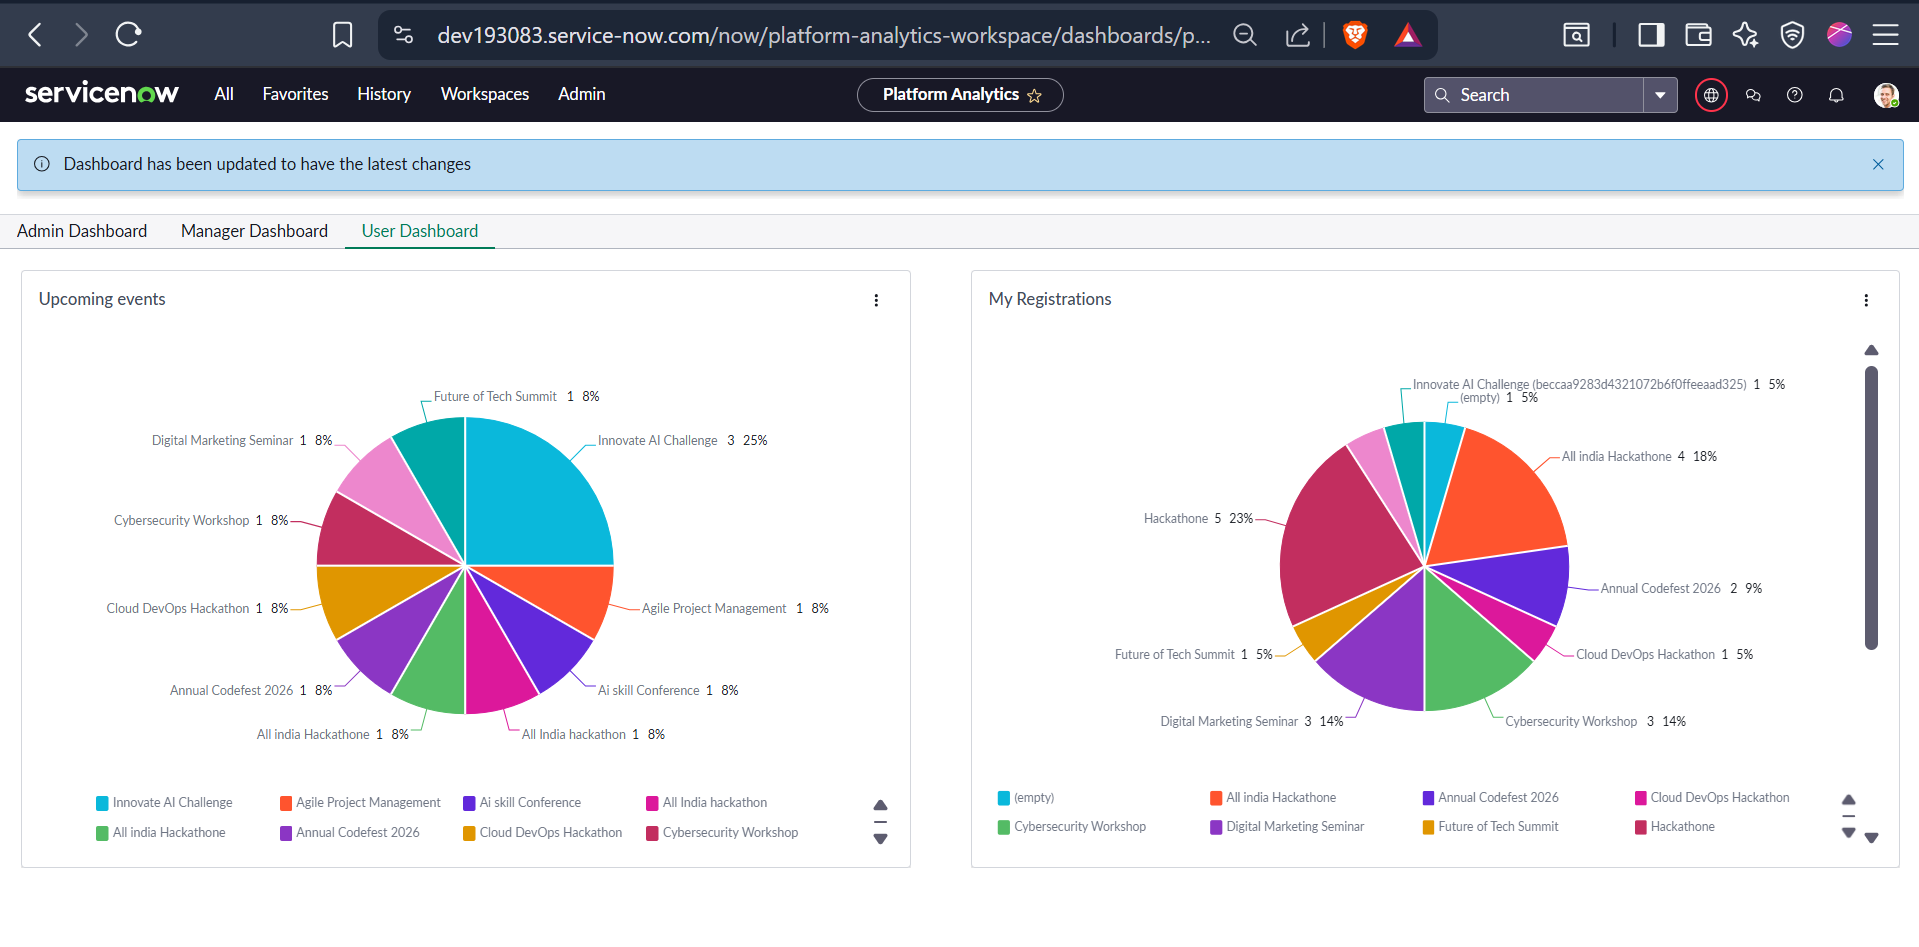 dev193083.service-now.com/now/platform-analytics-workspace/dashboards/p...
servicenow All Favorites History Workspaces Admin Platform Analytics Search
Dashboard has been updated to have the latest changes
Admin Dashboard Manager Dashboard User Dashboard
Upcoming events
Future of Tech Summit 1 8%
Digital Marketing Seminar 1 8%
Innovate AI Challenge 3 25%
Cybersecurity Workshop 1 8%
Cloud DevOps Hackathon 1 8%
Agile Project Management 1 8%
Annual Codefest 2026 1 8%
Ai skill Conference 1 8%
All india Hackathone 1 8%
All India hackathon 1 8%
Innovate AI Challenge Agile Project Management Ai skill Conference All India hackathon
All india Hackathone Annual Codefest 2026 Cloud DevOps Hackathon Cybersecurity Workshop
My Registrations
Innovate AI Challenge (beccaa9283d4321072b6f0ffeeaad325) 1 5%
(empty) 1 5%
All india Hackathone 4 18%
Hackathone 5 23%
Annual Codefest 2026 2 9%
Future of Tech Summit 1 5%
Cloud DevOps Hackathon 1 5%
Digital Marketing Seminar 3 14%
Cybersecurity Workshop 3 14%
(empty) All india Hackathone Annual Codefest 2026 Cloud DevOps Hackathon
Cybersecurity Workshop Digital Marketing Seminar Future of Tech Summit Hackathone